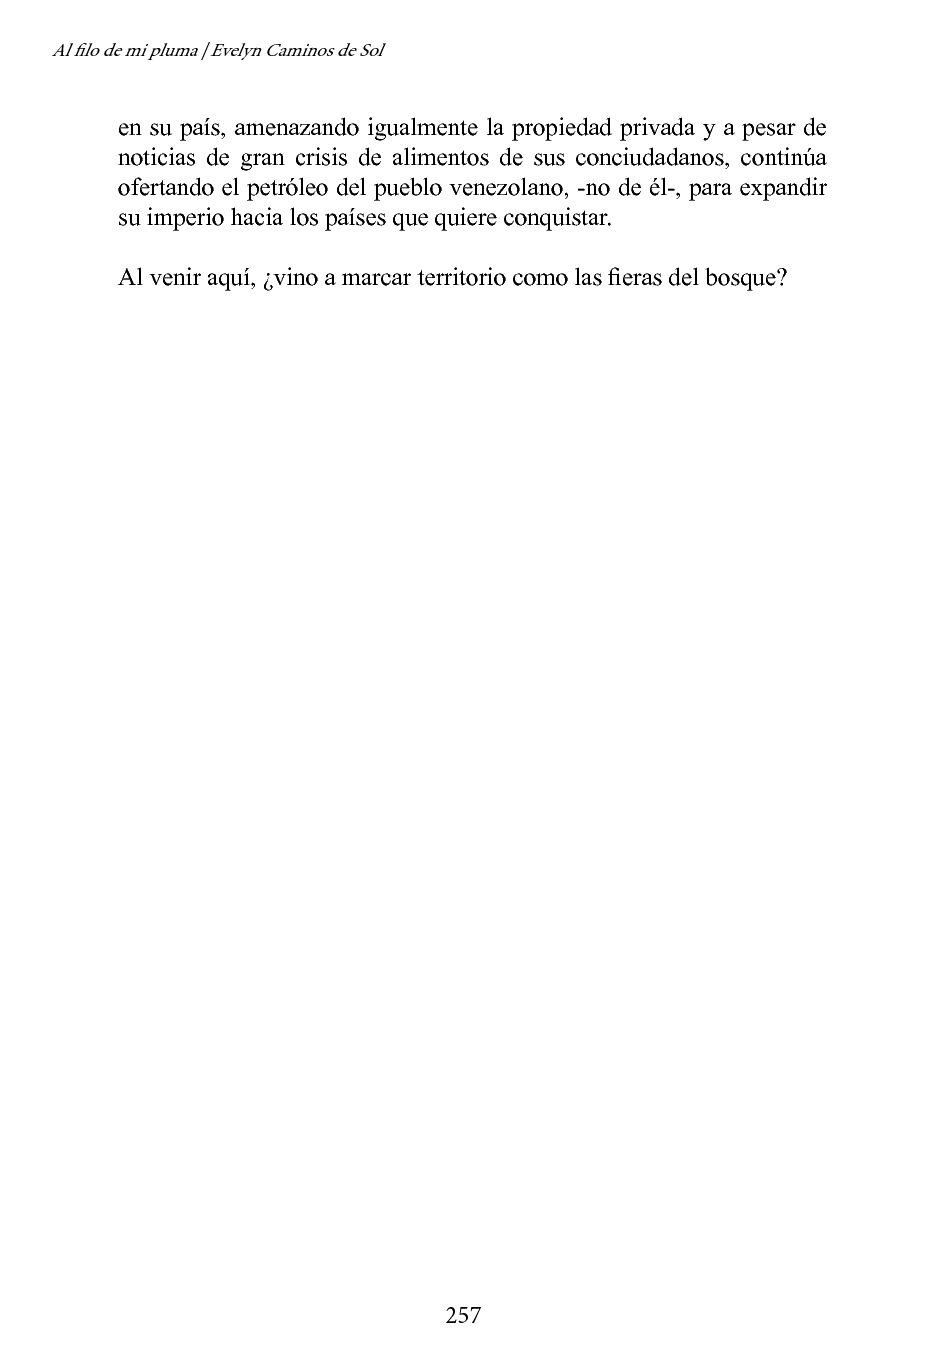 Al filo de mi pluma / Evelyn Caminos de Sol
en su país, amenazando igualmente la propiedad privada y a pesar de
noticias de gran crisis de alimentos de sus conciudadanos, continúa
ofertando el petróleo del pueblo venezolano, -no de él-, para expandir
su imperio hacia los países que quiere conquistar.
Al venir aquí, ¿vino a marcar territorio como las fieras del bosque?
257